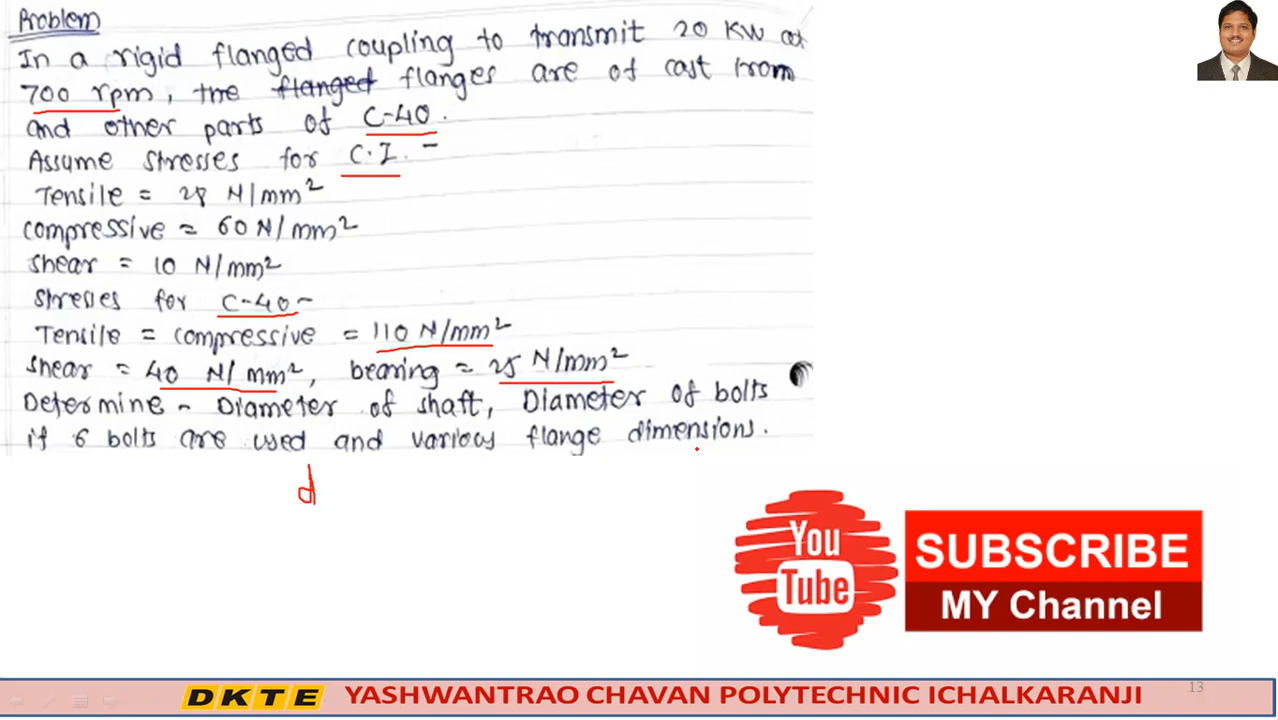 Problem
In a rigid flanged coupling to transmit 20 KW at
700 rpm, the flanged flanges are of cast iron
and other parts of C-40.
Assume stresses for C.I. -
Tensile = 28 N/mm²
compressive = 60 N/mm²
shear = 10 N/mm²
stresses for C-40-
Tensile = compressive = 110 N/mm²
shear = 40 N/mm², bearing = 25 N/mm²
Determine - Diameter of shaft, Diameter of bolts
if 6 bolts are used and various flange dimensions.
d
You
Tube
SUBSCRIBE
MY Channel
DKTE YASHWANTRAO CHAVAN POLYTECHNIC ICHALKARANJI
13